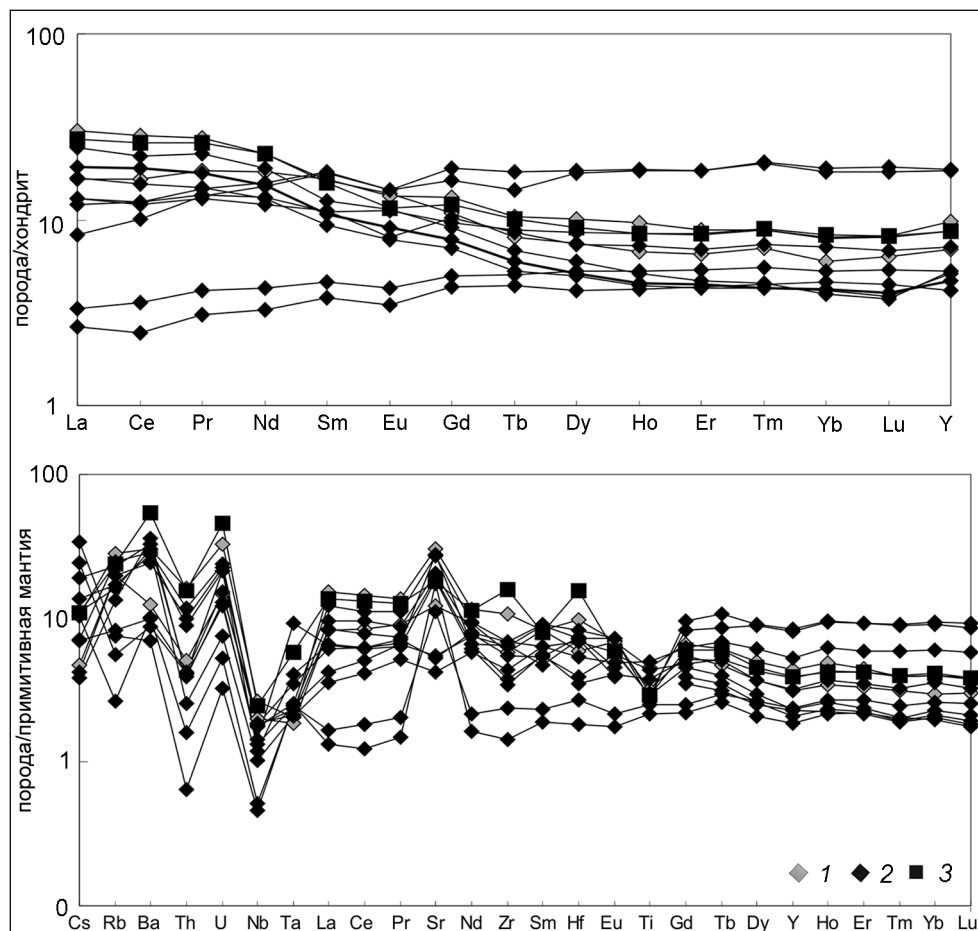 100
10
1
порода/хондрит
La Ce Pr Nd Sm Eu Gd Tb Dy Ho Er Tm Yb Lu Y
100
10
1
0
порода/примитивная мантия
1 2 3
Cs Rb Ba Th U Nb Ta La Ce Pr Sr Nd Zr Sm Hf Eu Ti Gd Tb Dy Y Ho Er Tm Yb Lu